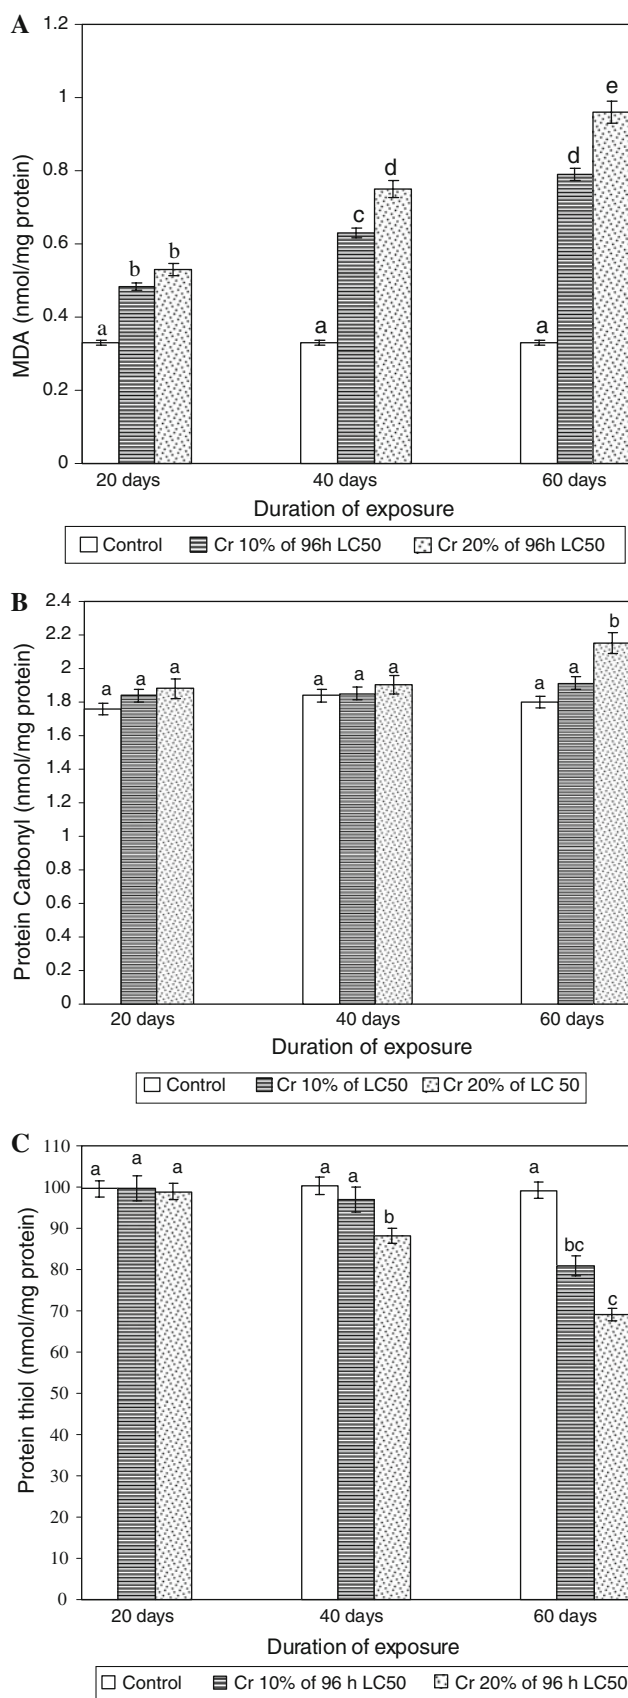 A
1.2
1
0.8
0.6
0.4
0.2
0
MDA (nmol/mg protein)
a b b
a c d
a d e
20 days 40 days 60 days
Duration of exposure
Control Cr 10% of 96h LC50 Cr 20% of 96h LC50
B
2.4
2.2
2
1.8
1.6
1.4
1.2
1
0.8
0.6
0.4
0.2
0
Protein Carbonyl (nmol/mg protein)
a a a
a a a
a a b
20 days 40 days 60 days
Duration of exposure
Control Cr 10% of LC50 Cr 20% of LC 50
C
110
100
90
80
70
60
50
40
30
20
10
0
Protein thiol (nmol/mg protein)
a a a
a a b
a bc c
20 days 40 days 60 days
Duration of exposure
Control Cr 10% of 96 h LC50 Cr 20% of 96 h LC50